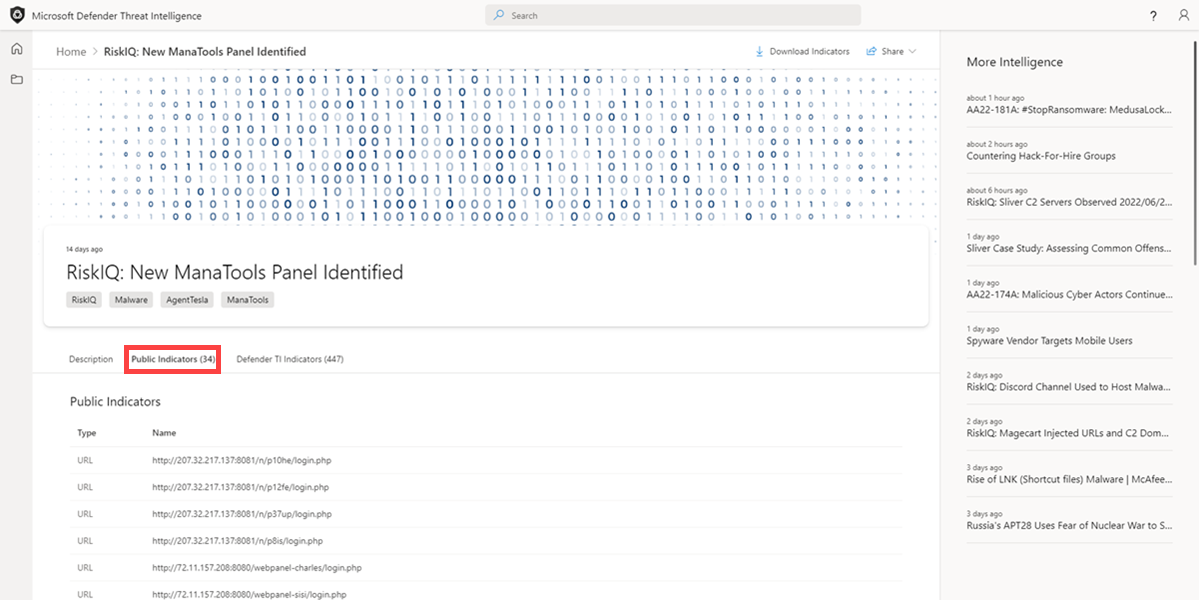 Microsoft Defender Threat Intelligence
Search
?
Home > RiskIQ: New ManaTools Panel Identified
Download Indicators
Share
14 days ago
RiskIQ: New ManaTools Panel Identified
RiskIQ Malware AgentTesla ManaTools
Description Public Indicators (34) Defender TI Indicators (447)
Public Indicators
Type Name
URL http://207.32.217.137:8081/n/p10he/login.php
URL http://207.32.217.137:8081/n/p12fe/login.php
URL http://207.32.217.137:8081/n/p37up/login.php
URL http://207.32.217.137:8081/n/p8is/login.php
URL http://72.11.157.208:8080/webpanel-charles/login.php
URL http://72.11.157.208:8080/webpanel-sisi/login.php
More Intelligence
about 1 hour ago
AA22-181A: #StopRansomware: MedusaLock...
about 2 hours ago
Countering Hack-For-Hire Groups
about 6 hours ago
RiskIQ: Sliver C2 Servers Observed 2022/06/2...
1 day ago
Sliver Case Study: Assessing Common Offens...
1 day ago
AA22-174A: Malicious Cyber Actors Continue...
1 day ago
Spyware Vendor Targets Mobile Users
2 days ago
RiskIQ: Discord Channel Used to Host Malwa...
2 days ago
RiskIQ: Magecart Injected URLs and C2 Dom...
3 days ago
Rise of LNK (Shortcut files) Malware | McAfee...
3 days ago
Russia's APT28 Uses Fear of Nuclear War to S...